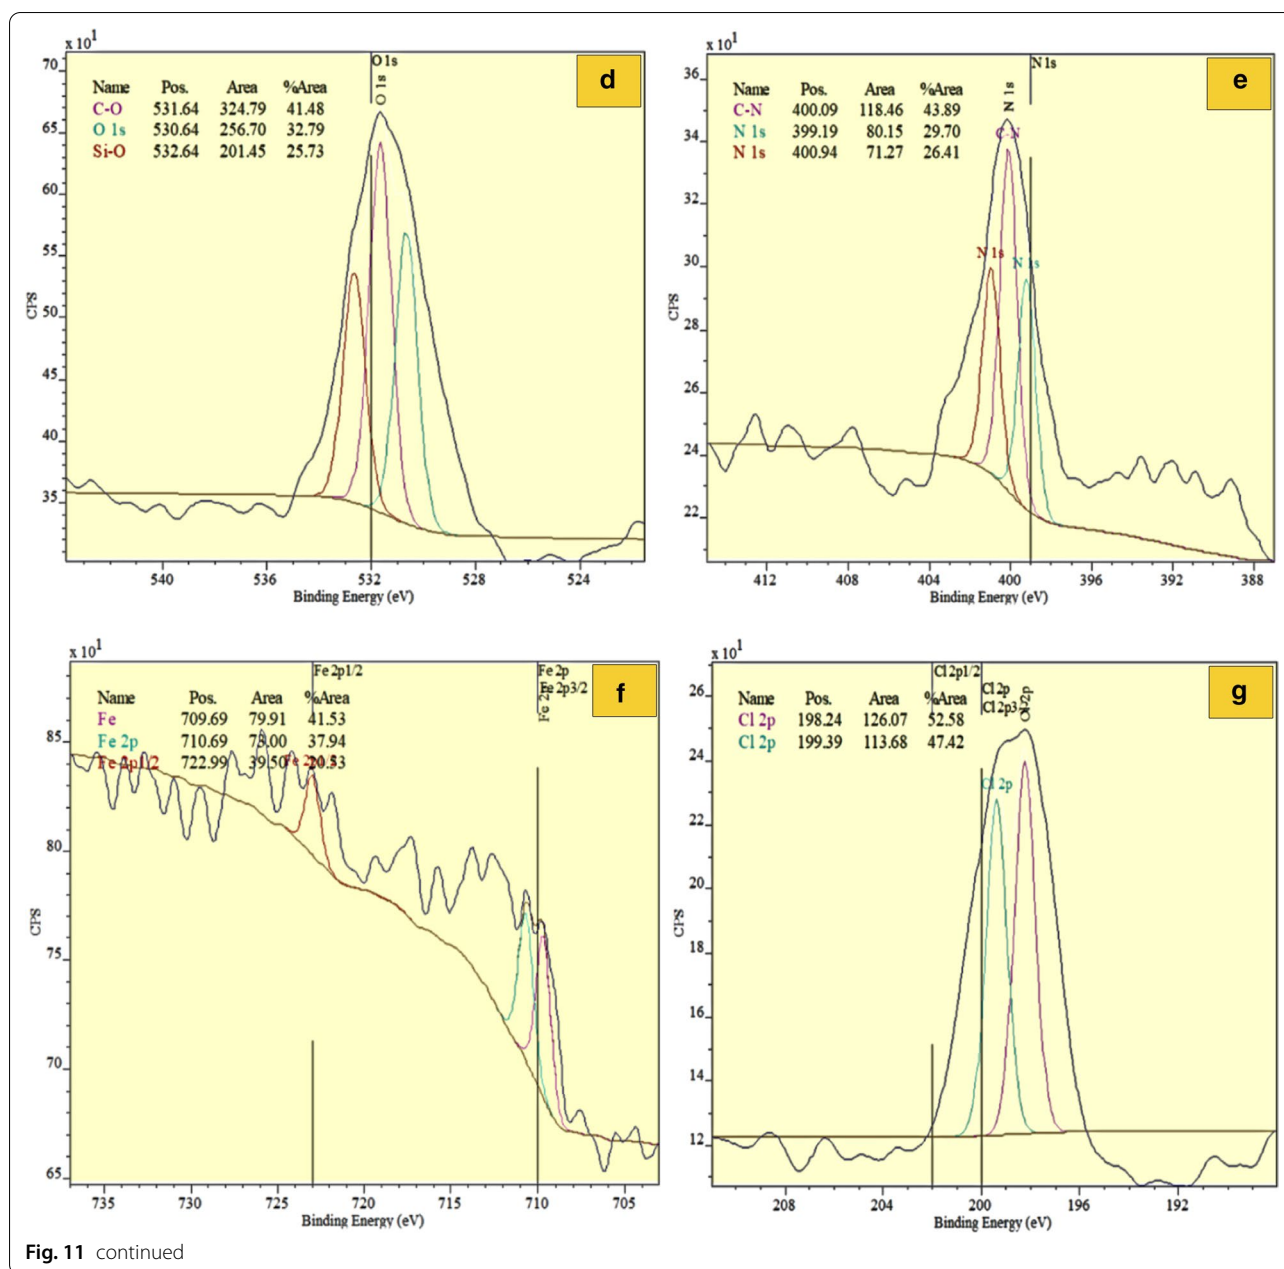 x 10¹
d
O 1s
O 1s
Name Pos. Area %Area
C-O 531.64 324.79 41.48
O 1s 530.64 256.70 32.79
Si-O 532.64 201.45 25.73
70
65
60
55
50
45
40
35
CPS
540 536 532 528 524
Binding Energy (eV)
x 10¹
e
N 1s
N 1s
C-N
Name Pos. Area %Area
C-N 400.09 118.46 43.89
N 1s 399.19 80.15 29.70
N 1s 400.94 71.27 26.41
N 1s
N 1s
36
34
32
30
28
26
24
22
CPS
412 408 404 400 396 392 388
Binding Energy (eV)
x 10¹
f
Fe 2p1/2
Fe 2p
Fe 2p3/2
Name Pos. Area %Area
Fe 709.69 79.91 41.53
Fe 2p 710.69 73.00 37.94
Fe 2p1/2 722.99 39.50 20.53
85
80
75
70
65
CPS
735 730 725 720 715 710 705
Binding Energy (eV)
x 10¹
g
Cl 2p1/2
Cl 2p
Cl 2p
Name Pos. Area %Area
Cl 2p 198.24 126.07 52.58
Cl 2p 199.39 113.68 47.42
Cl 2p
26
24
22
20
18
16
14
12
CPS
208 204 200 196 192
Binding Energy (eV)
Fig. 11 continued